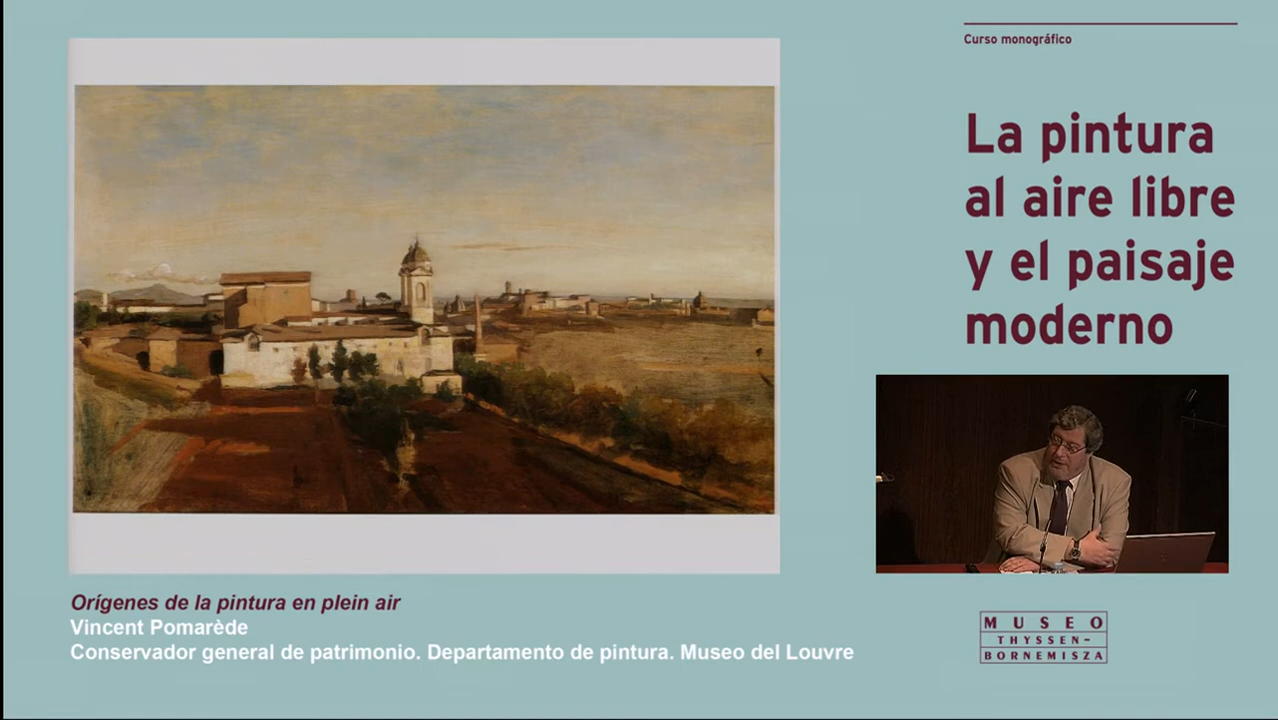 Curso monográfico
La pintura
al aire libre
y el paisaje
moderno
Orígenes de la pintura en plein air
Vincent Pomarède
Conservador general de patrimonio. Departamento de pintura. Museo del Louvre
MUSEO
THYSSEN-
BORNEMISZA